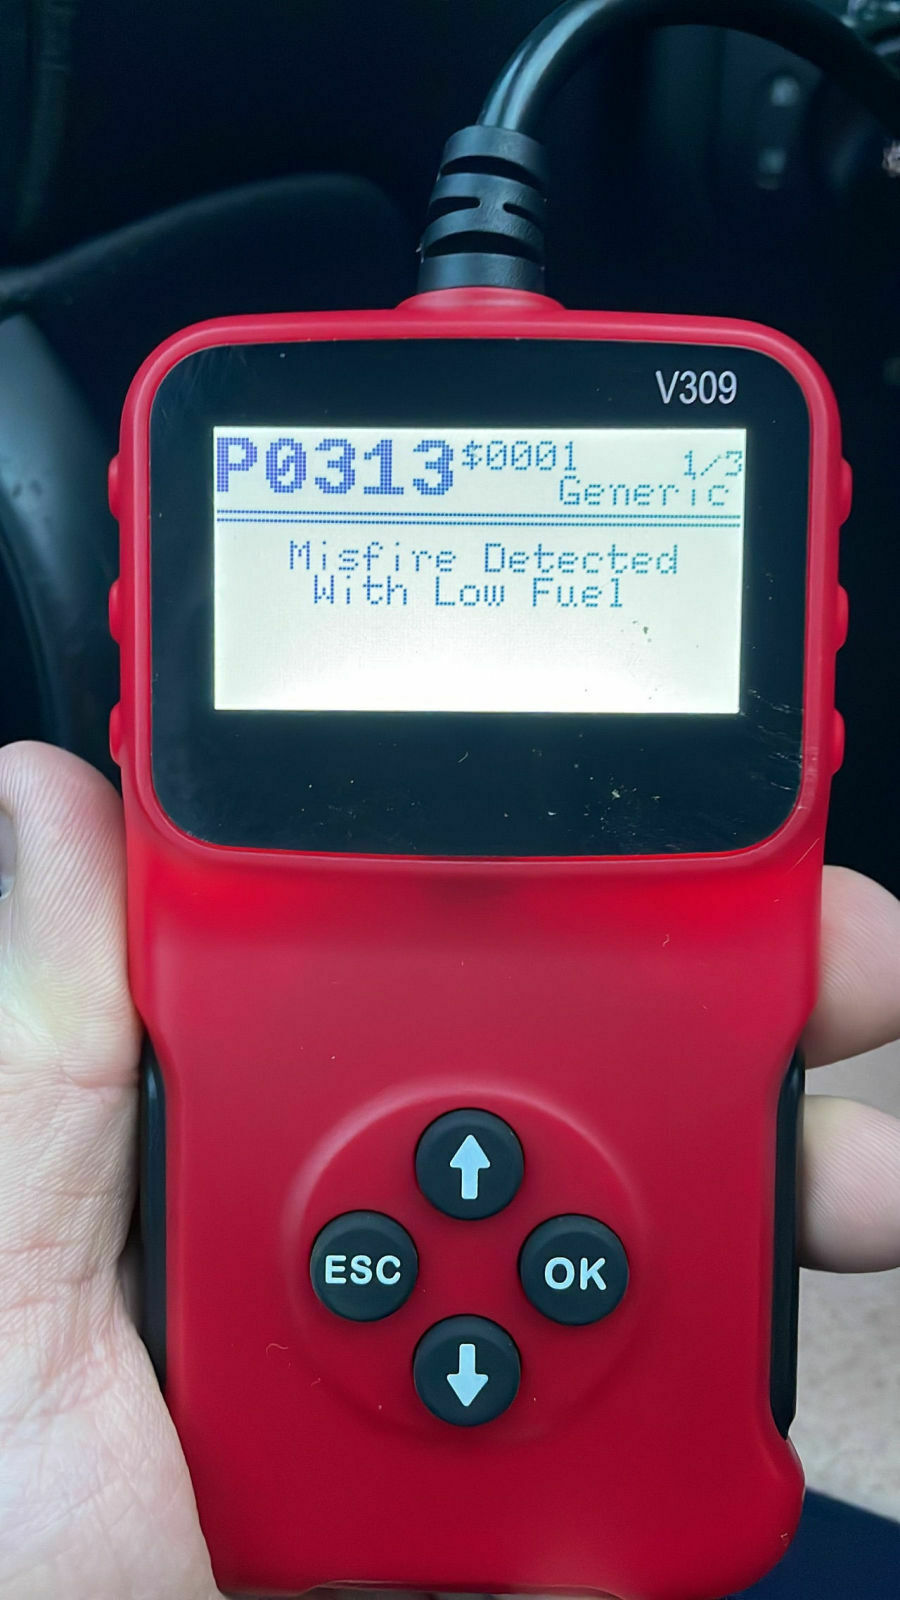 V309
P0313 $0001 1/3
Generic
Misfire Detected
With Low Fuel
ESC
OK